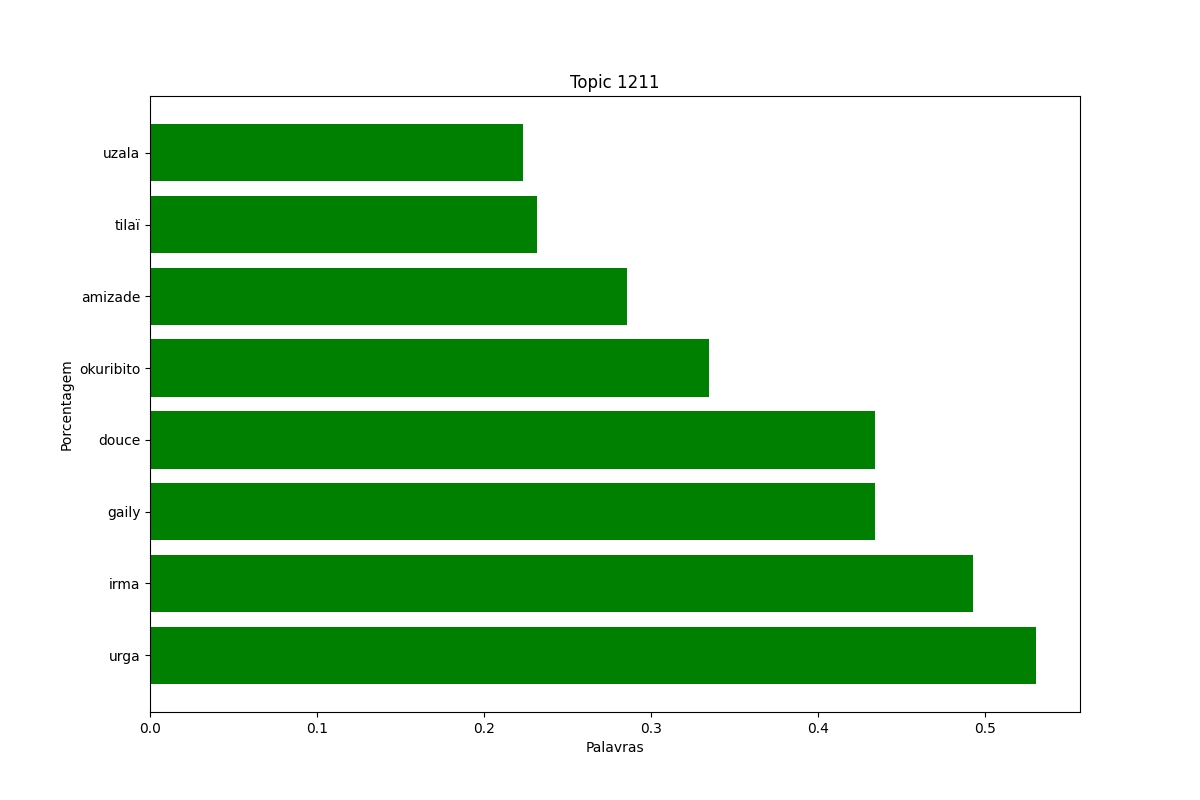 Topic 1211
uzala
tilaï
amizade
okuribito
douce
gaily
irma
urga
Porcentagem
0.0 0.1 0.2 0.3 0.4 0.5
Palavras